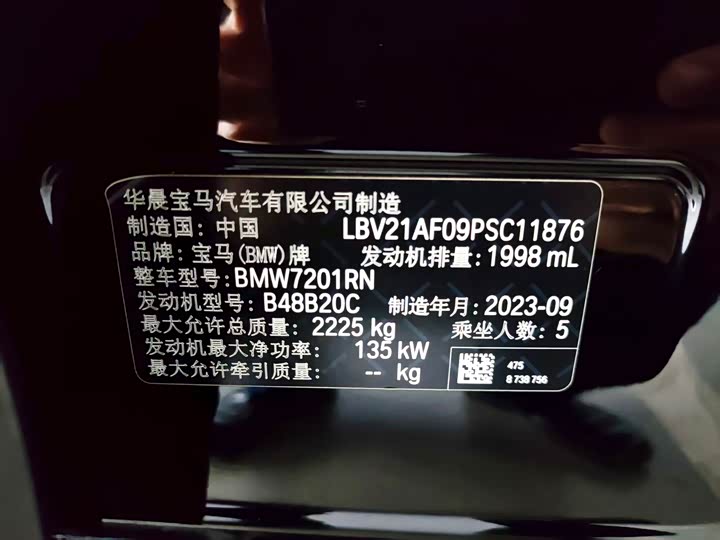 华晨宝马汽车有限公司制造
制造国: 中国 LBV21AF09PSC11876
品牌: 宝马(BMW)牌 发动机排量: 1998 mL
整车型号: BMW7201RN
发动机型号: B48B20C 制造年月: 2023-09
最大允许总质量: 2225 kg 乘坐人数: 5
发动机最大净功率: 135 kW
最大允许牵引质量: -- kg
475
8 738 756